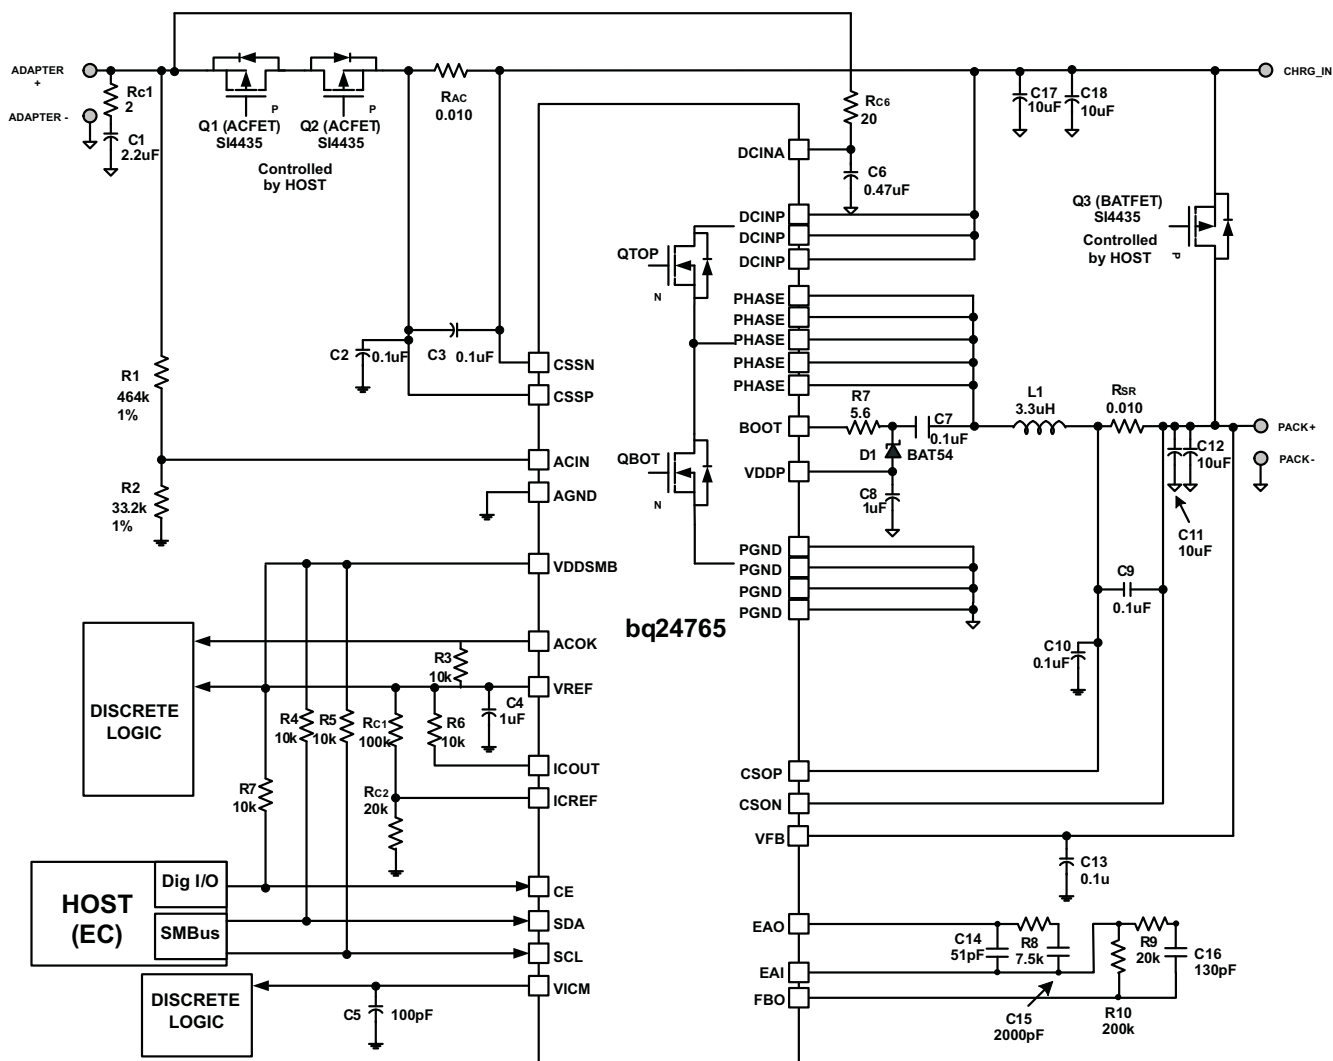 ADAPTER
+
ADAPTER -
RC1
2
C1
2.2uF
P
Q1 (ACFET)
SI4435
P
Q2 (ACFET)
SI4435
Controlled
by HOST
RAC
0.010
RC6
20
C6
0.47uF
C17
10uF
C18
10uF
CHRG_IN
Q3 (BATFET)
SI4435
Controlled
by HOST
P
DCINA
DCINP
DCINP
DCINP
PHASE
PHASE
PHASE
PHASE
PHASE
BOOT
VDDP
PGND
PGND
PGND
PGND
QTOP
N
QBOT
N
C2
0.1uF
C3
0.1uF
CSSN
CSSP
R1
464k
1%
R2
33.2k
1%
ACIN
AGND
R7
5.6
C7
0.1uF
D1
BAT54
C8
1uF
L1
3.3uH
RSR
0.010
C12
10uF
C11
10uF
PACK+
PACK-
C9
0.1uF
C10
0.1uF
bq24765
VDDSMB
ACOK
VREF
ICOUT
ICREF
CE
SDA
SCL
VICM
DISCRETE
LOGIC
R3
10k
R4
10k
R5
10k
RC1
100k
R6
10k
C4
1uF
R7
10k
RC2
20k
HOST
(EC)
Dig I/O
SMBus
DISCRETE
LOGIC
C5
100pF
CSOP
CSON
VFB
C13
0.1u
EAO
EAI
FBO
C14
51pF
R8
7.5k
C15
2000pF
R9
20k
C16
130pF
R10
200k